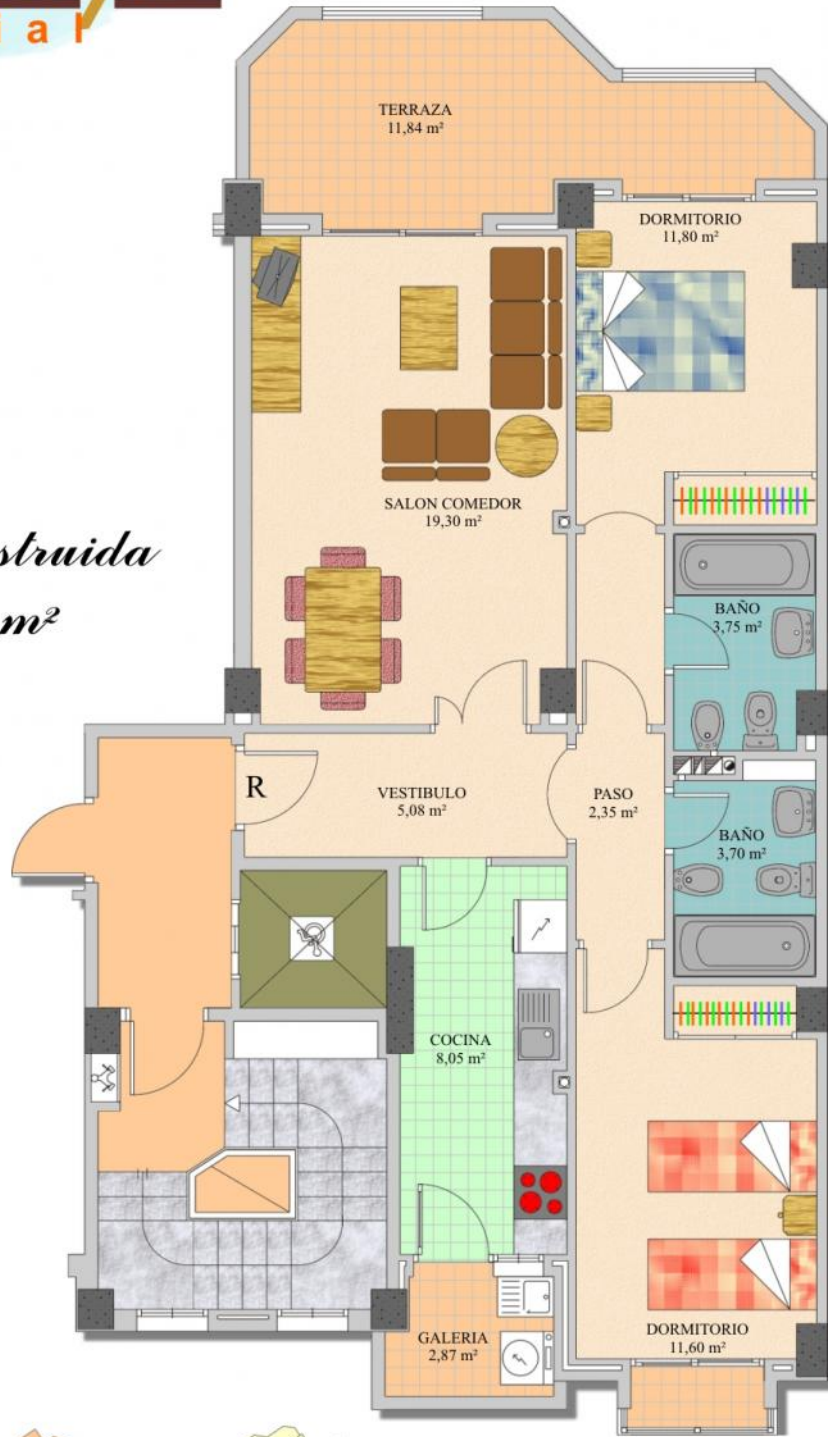 TERRAZA
11,84 m²
DORMITORIO
11,80 m²
SALON COMEDOR
19,30 m²
m²
BAÑO
3,75 m²
R
VESTIBULO
5,08 m²
PASO
2,35 m²
BAÑO
3,70 m²
COCINA
8,05 m²
GALERIA
2,87 m²
DORMITORIO
11,60 m²